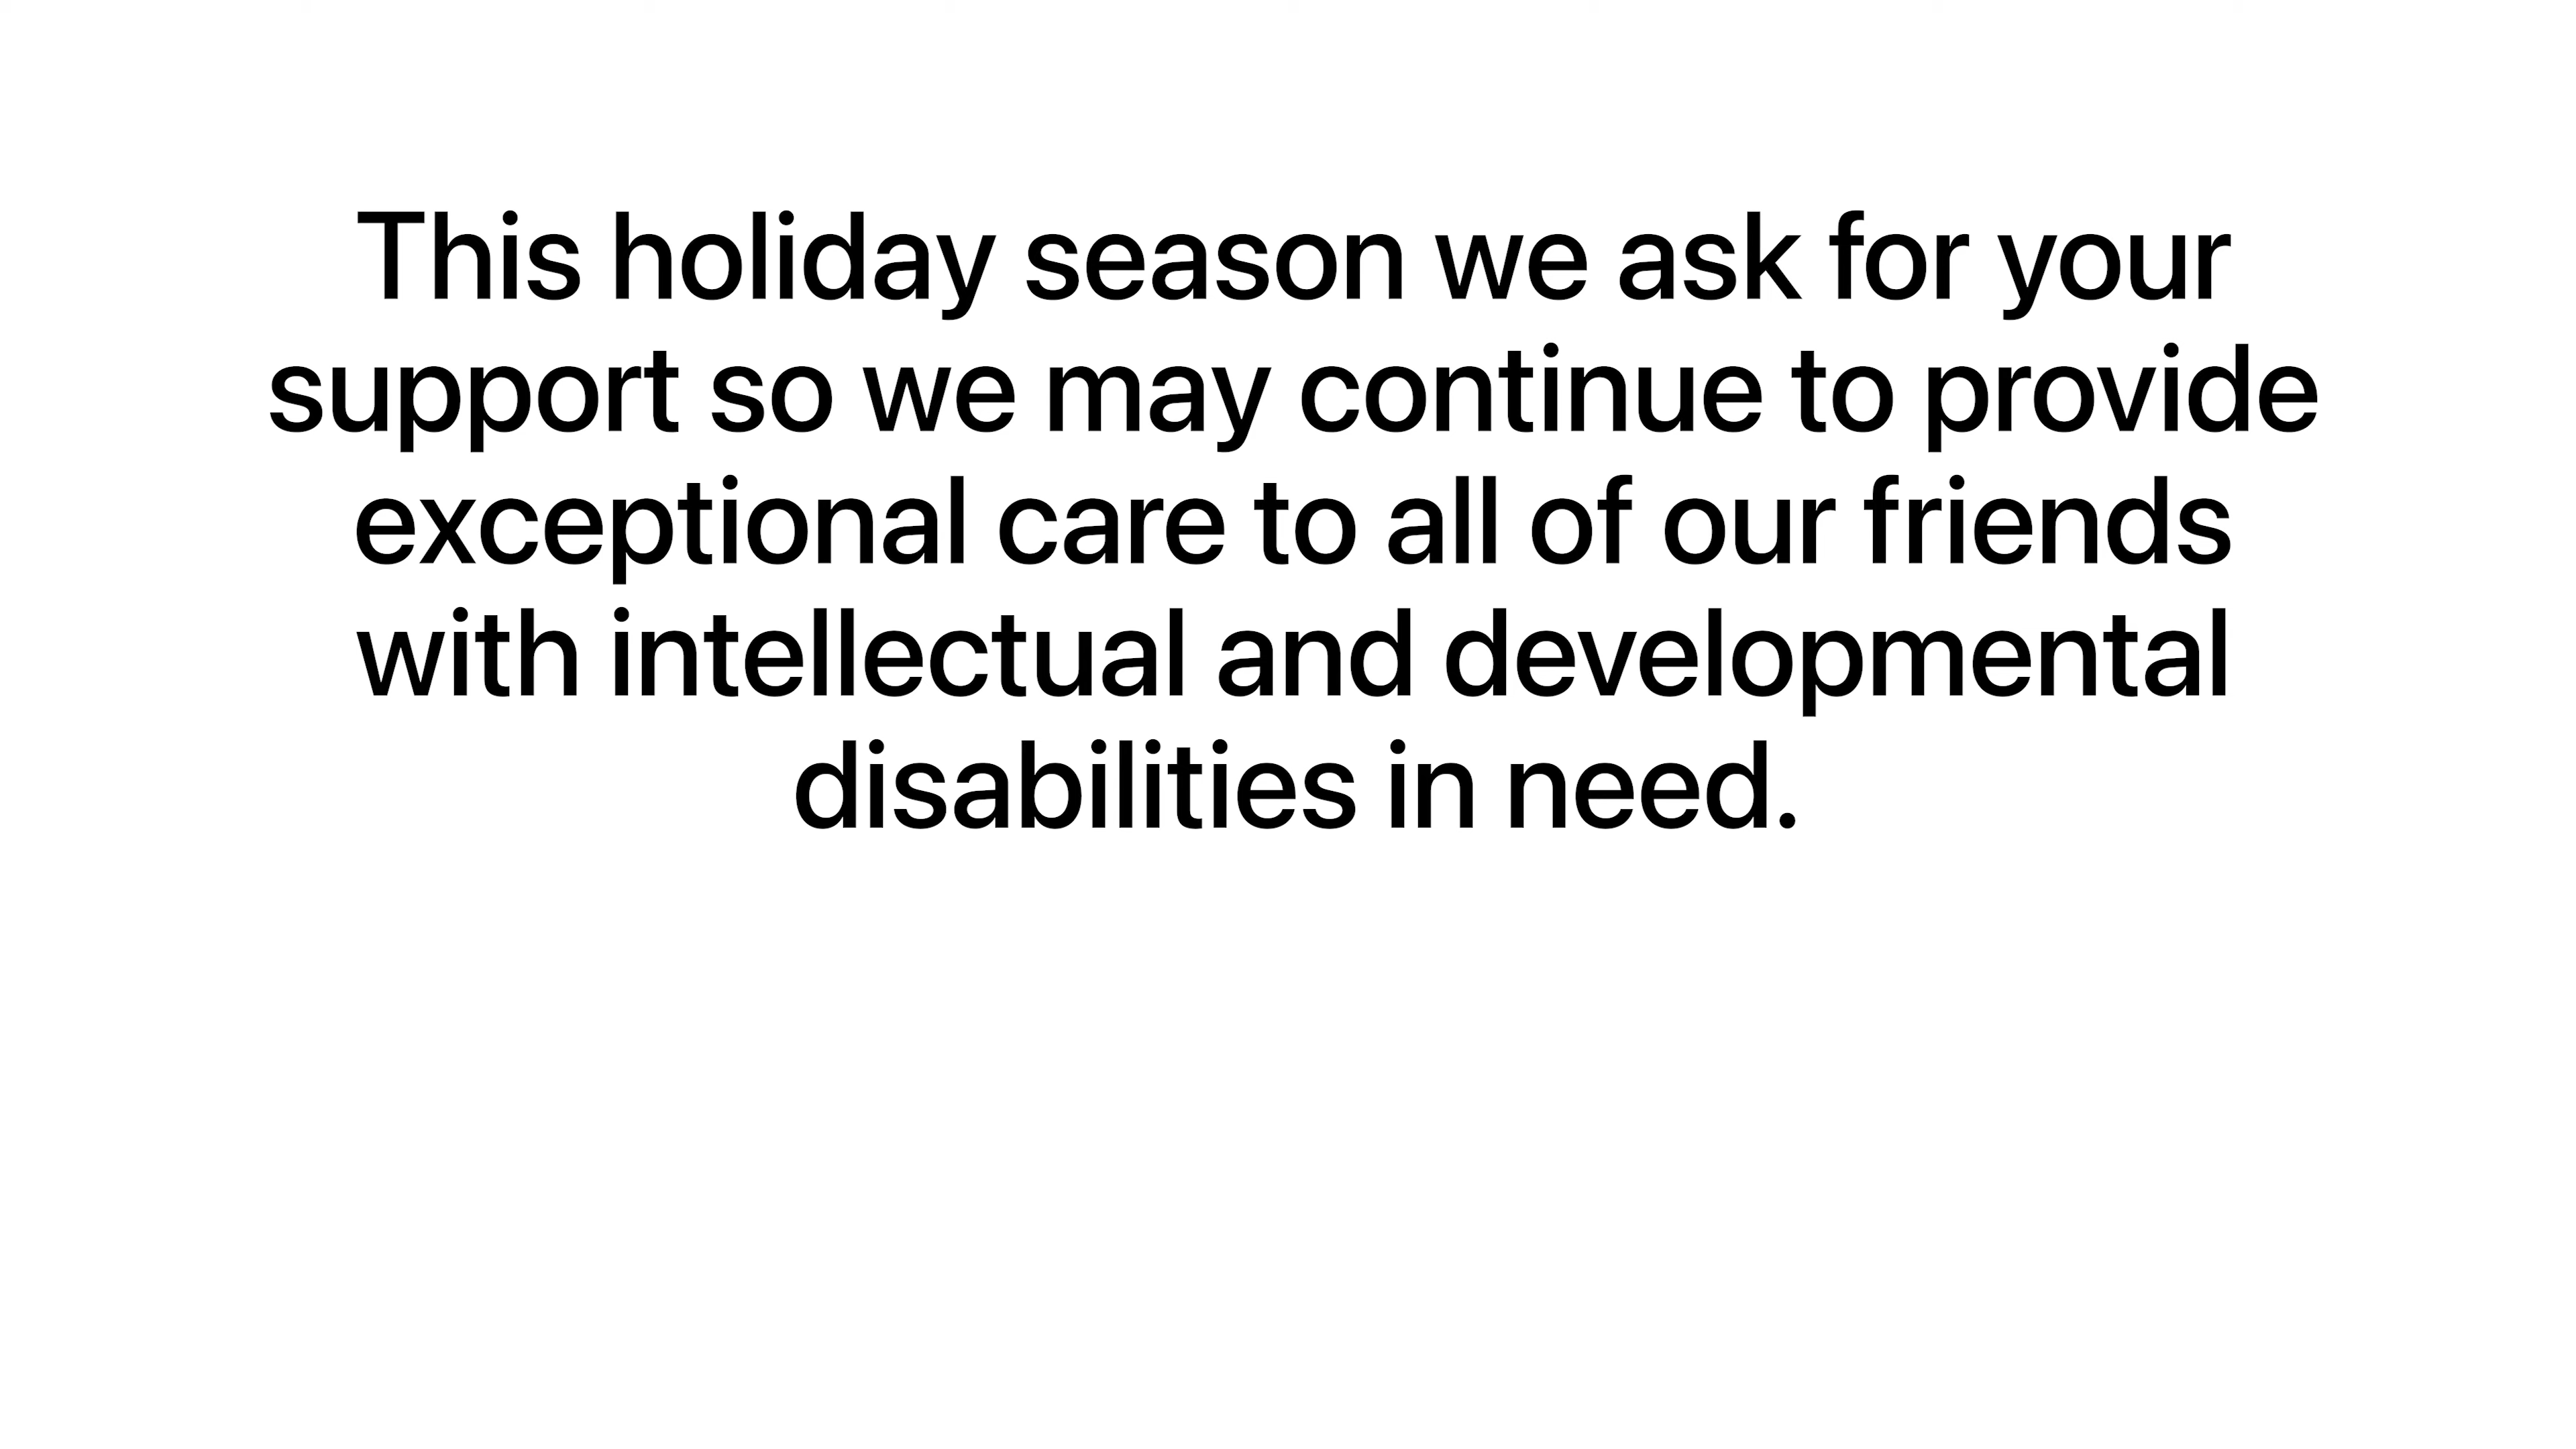 This holiday season we ask for your
support so we may continue to provide
exceptional care to all of our friends
with intellectual and developmental
disabilities in need.